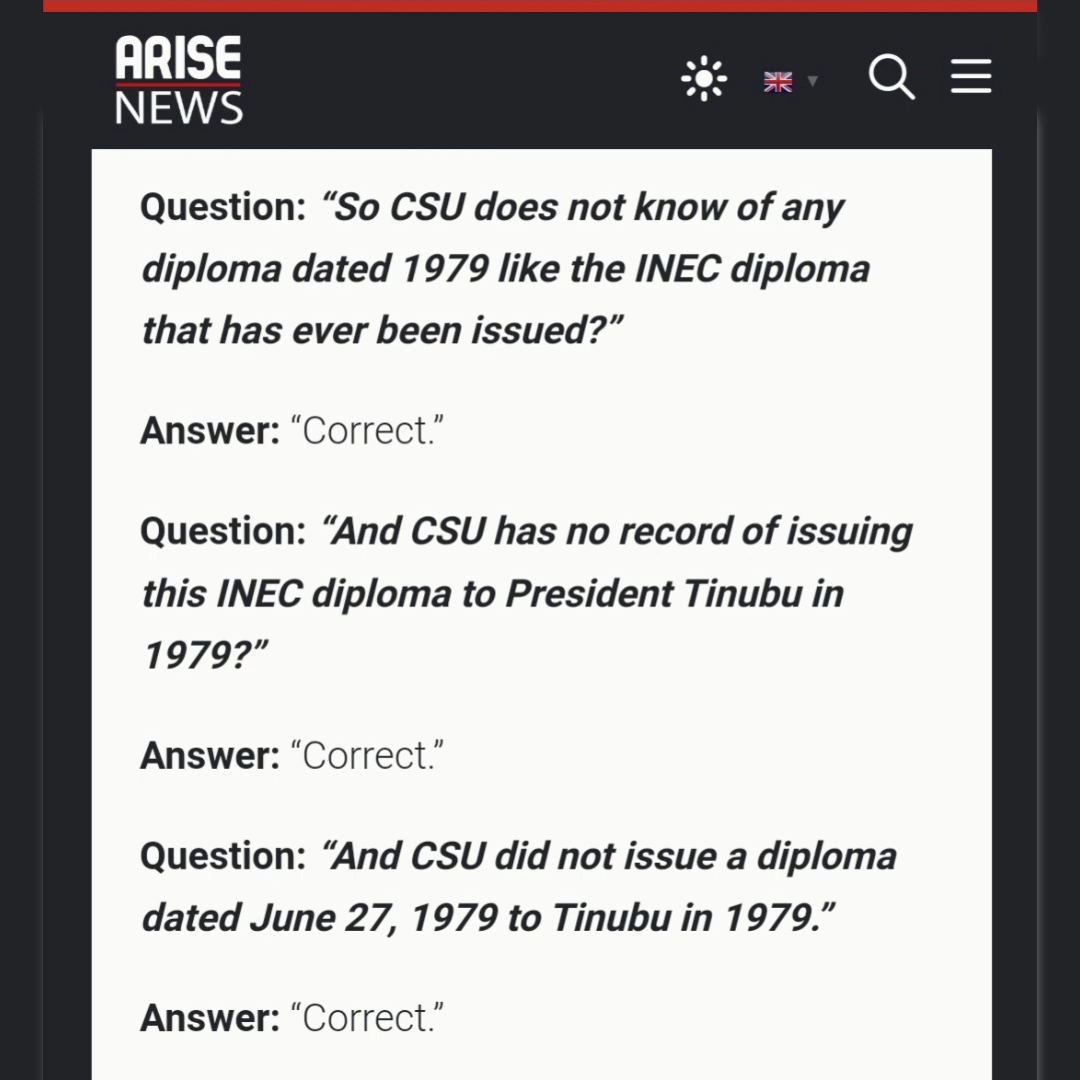 ARISE
NEWS
Question: “So CSU does not know of any
diploma dated 1979 like the INEC diploma
that has ever been issued?”
Answer: “Correct.”
Question: “And CSU has no record of issuing
this INEC diploma to President Tinubu in
1979?”
Answer: “Correct.”
Question: “And CSU did not issue a diploma
dated June 27, 1979 to Tinubu in 1979.”
Answer: “Correct.”